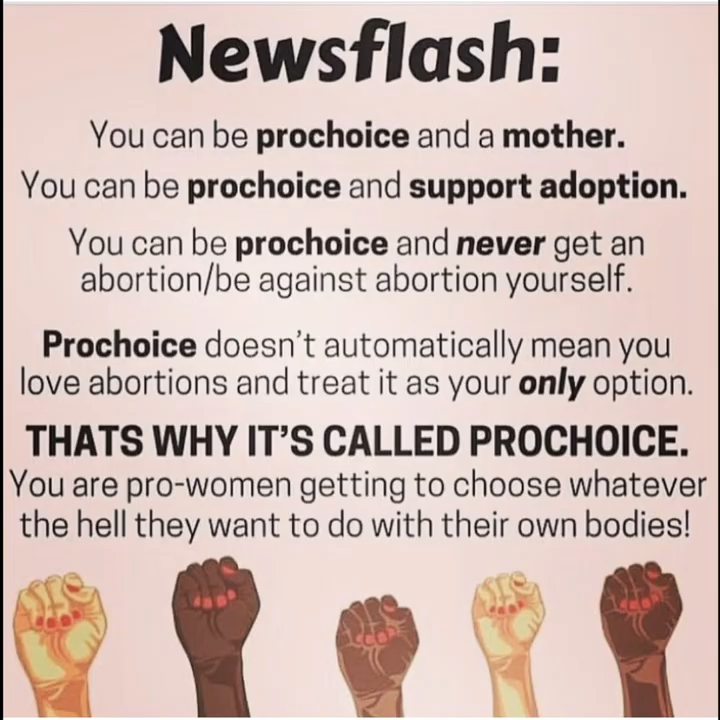 Newsflash:
You can be prochoice and a mother.
You can be prochoice and support adoption.
You can be prochoice and never get an
abortion/be against abortion yourself.
Prochoice doesn't automatically mean you
love abortions and treat it as your only option.
THATS WHY IT'S CALLED PROCHOICE.
You are pro-women getting to choose whatever
the hell they want to do with their own bodies!